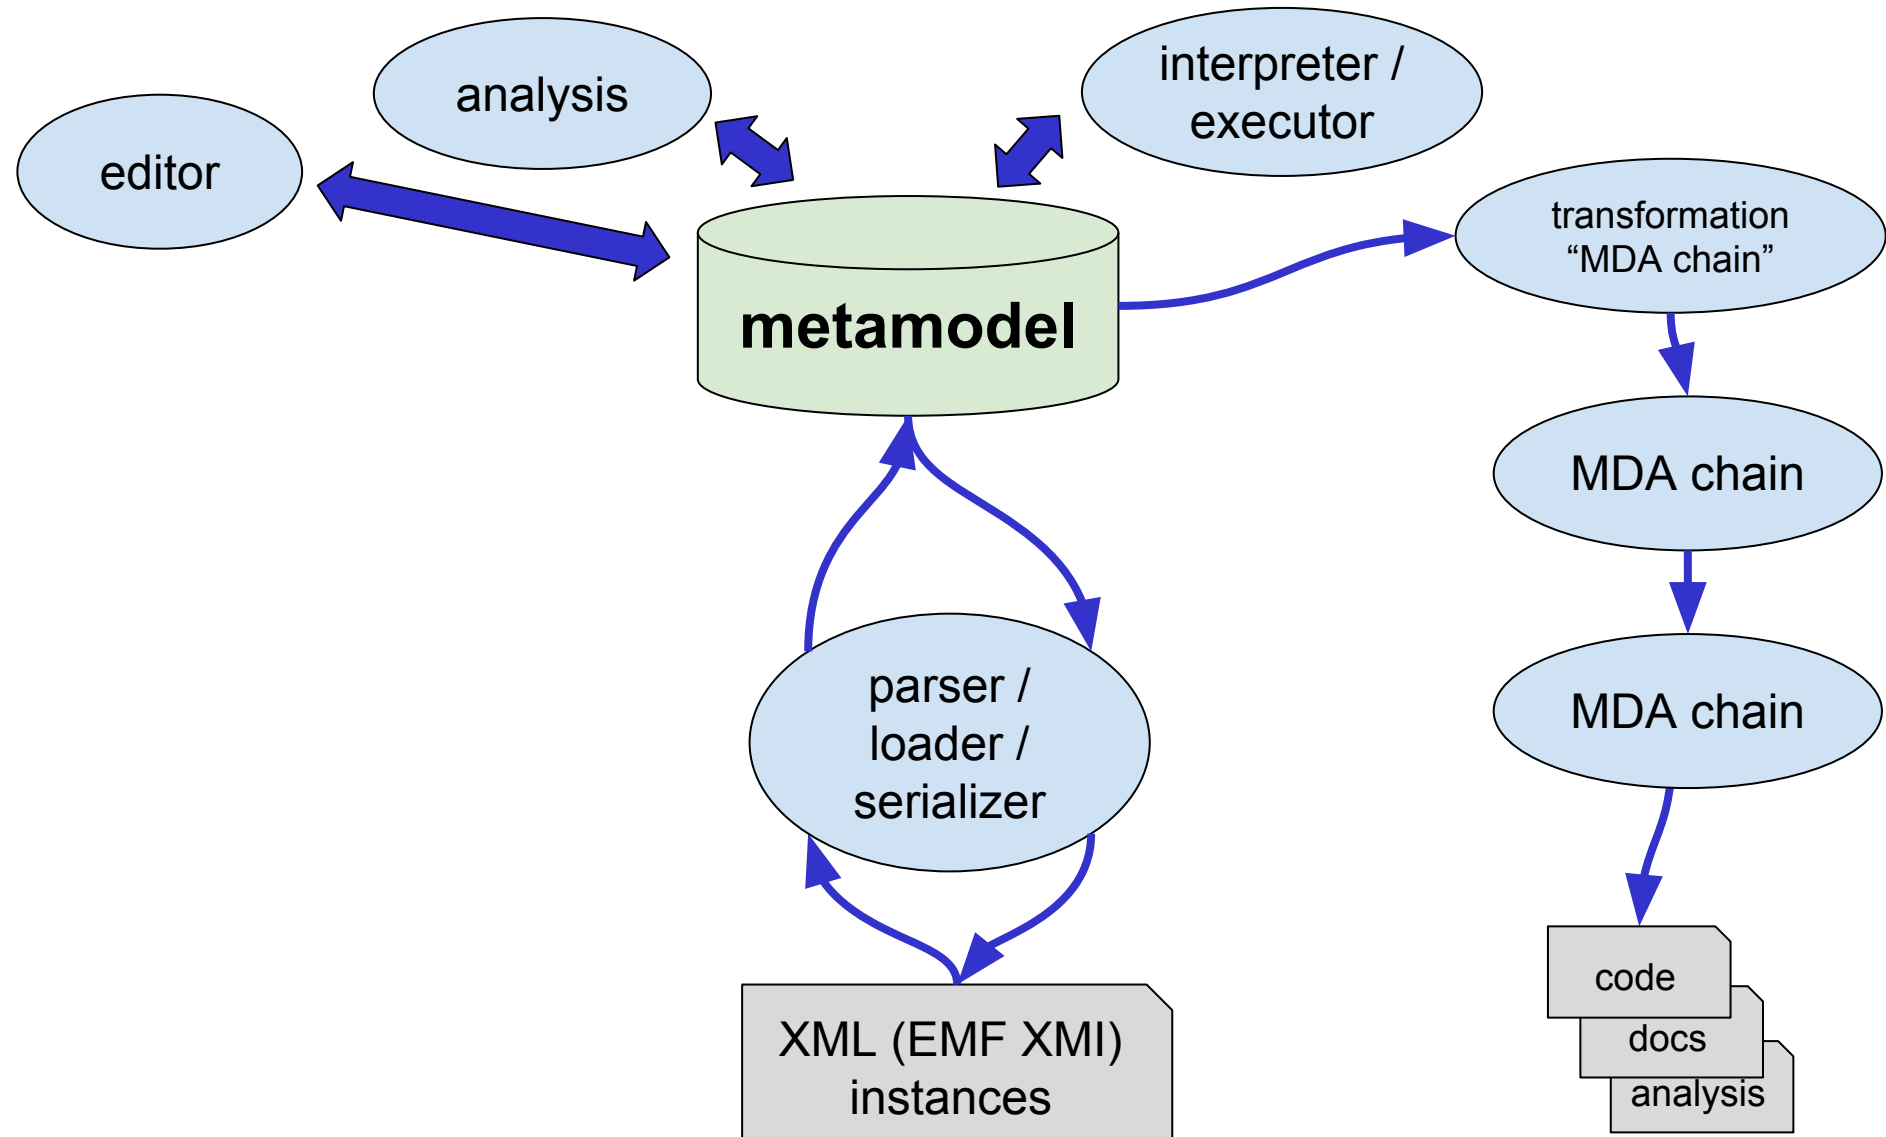 analysis
interpreter /
executor
editor
transformation
“MDA chain”
metamodel
MDA chain
parser /
loader /
serializer
MDA chain
XML (EMF XMI)
instances
code
docs
analysis